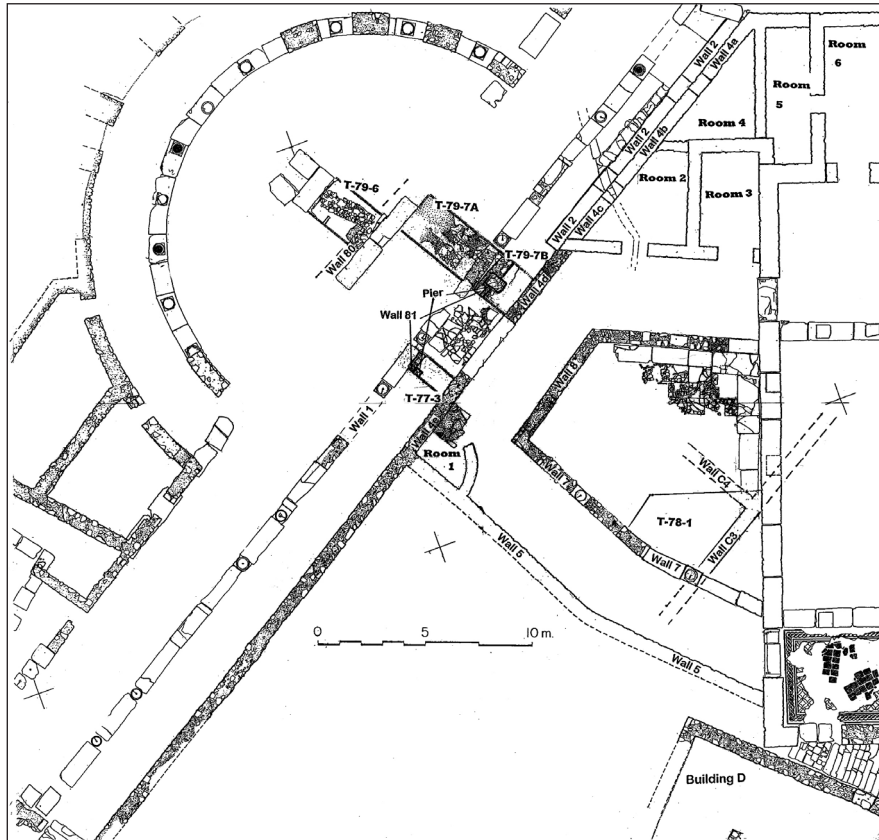 Wall 2
Wall 4a
Room
5
Room
6
Wall 2
Wall 4b
Room 4
T-79-6
T-79-7A
Room 2
Room 3
Wall 2
Wall 4c
Wall 80
T-79-7B
Wall 4d
Pier
Wall 81
Wall 8
T-77-3
Wall 1
Room
1
Wall C4
T-78-1
Wall C3
Wall 7
Wall 5
0 5 10 m.
Wall 5
Building D